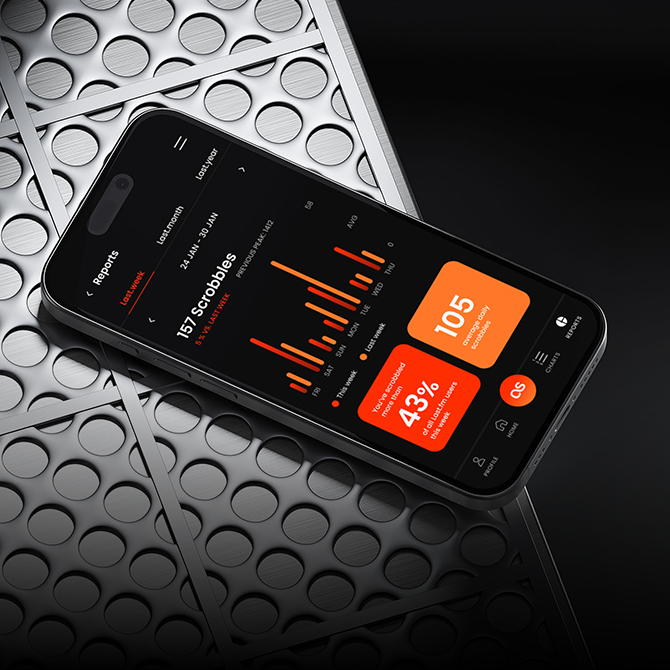 Reports
Last.week
Last.month
Last.year
24 JAN - 30 JAN
157 Scrobbles
5 % VS. LAST WEEK
PREVIOUS PEAK: 1412
58
AVG
0
FRI
SAT
SUN
MON
TUE
WED
THU
This week
Last week
You've scrobbled
more than
43%
of all Last.fm users
this week
105
average daily
scrobbles
PROFILE
HOME
as
CHARTS
REPORTS